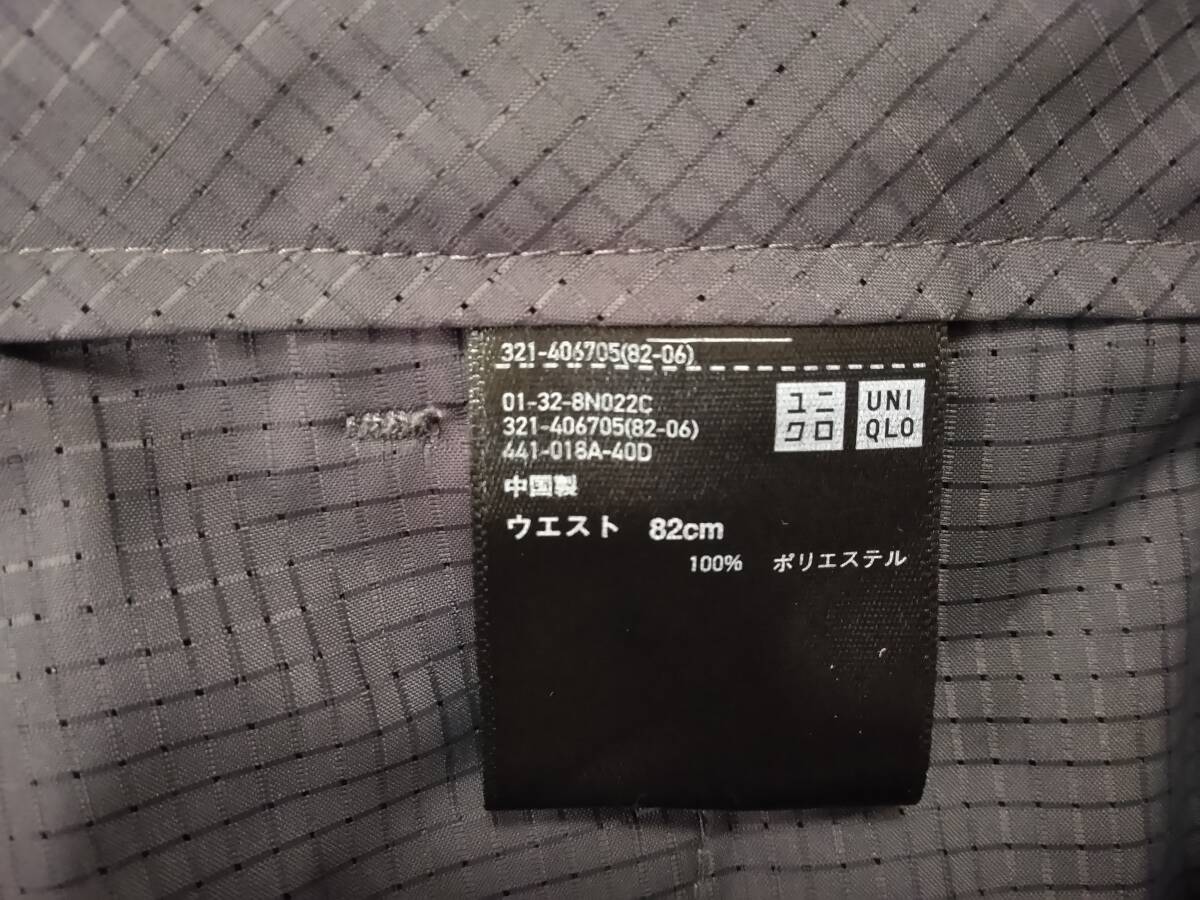 321-406705(82-06)
01-32-8N022C
321-406705(82-06)
441-018A-40D
ユニ
クロ
UNI
QLO
中国製
ウエスト 82cm
100% ポリエステル